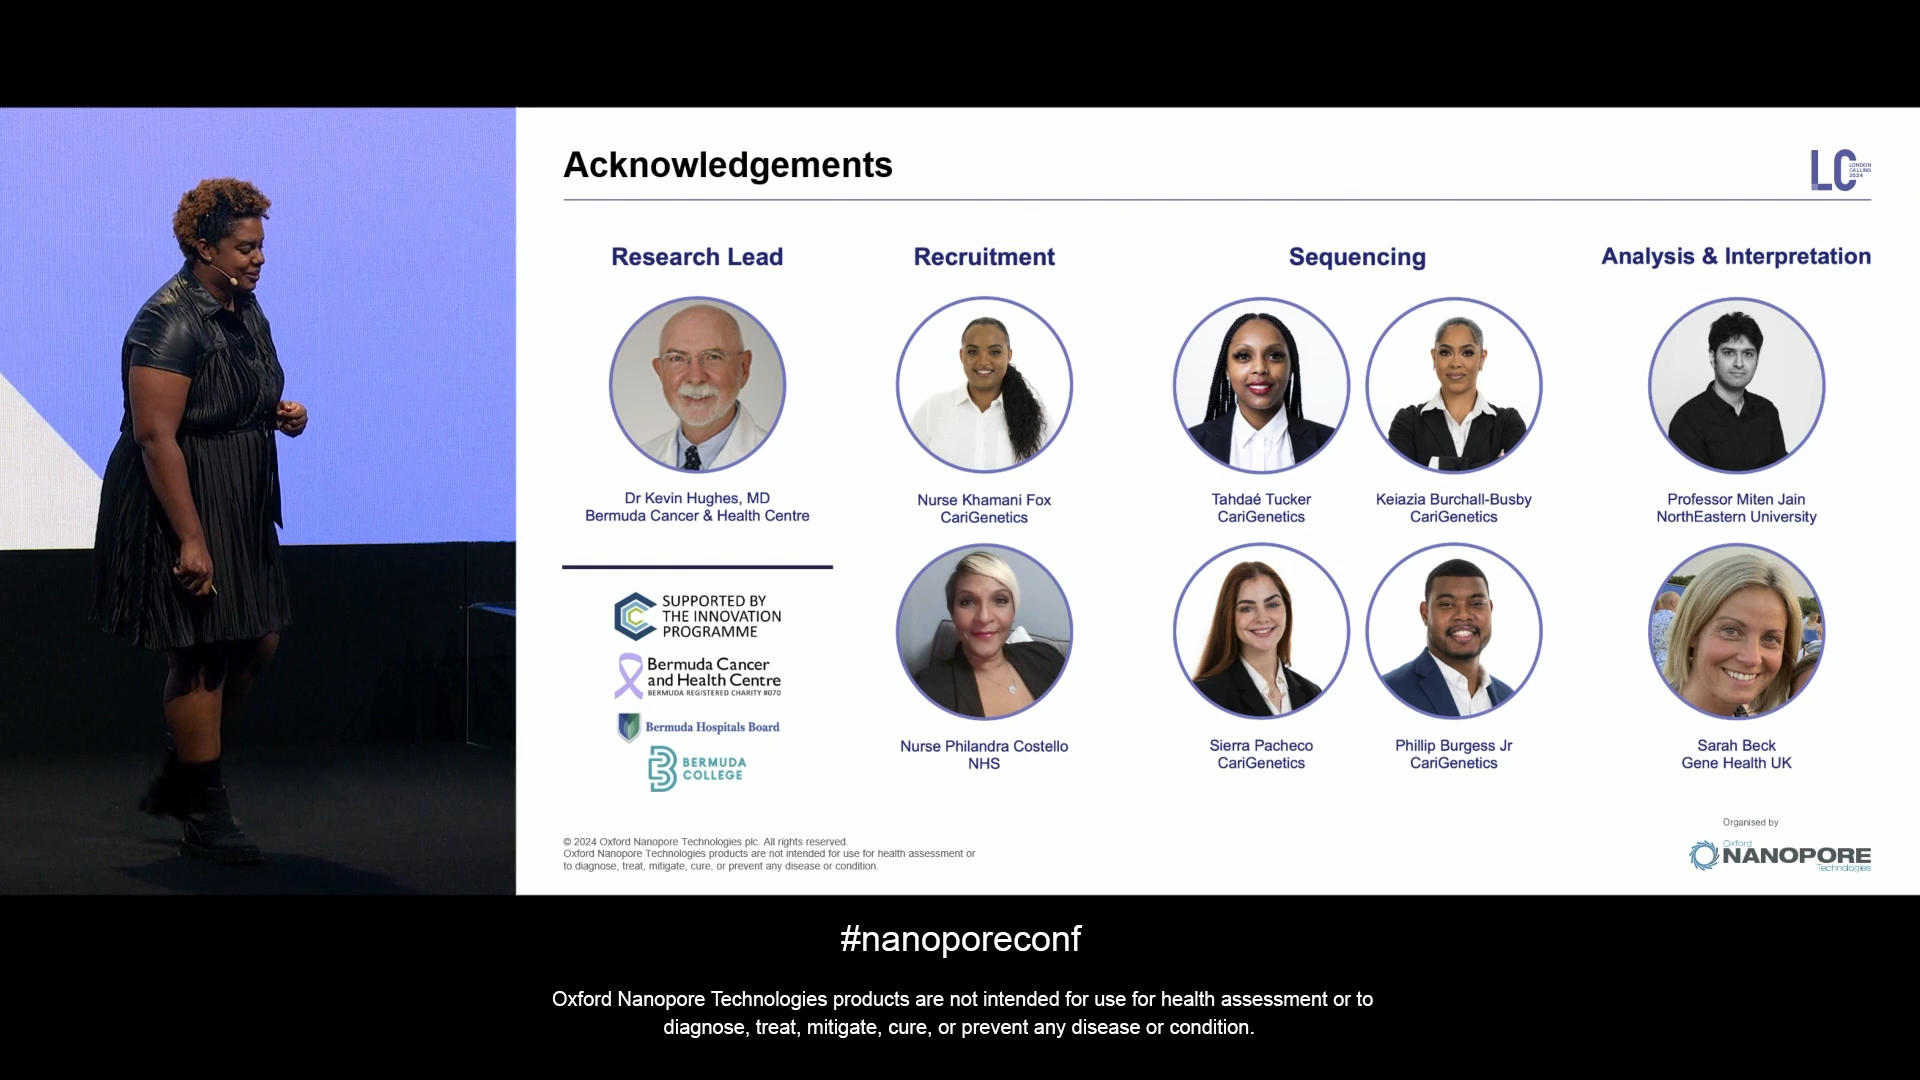 Acknowledgements
LC LONDON
CALLING
2024
Research Lead
Recruitment
Sequencing
Analysis & Interpretation
Dr Kevin Hughes, MD
Bermuda Cancer & Health Centre
Nurse Khamani Fox
CariGenetics
Tahdaé Tucker
CariGenetics
Keiazia Burchall-Busby
CariGenetics
Professor Miten Jain
NorthEastern University
SUPPORTED BY
THE INNOVATION
PROGRAMME
Bermuda Cancer
and Health Centre
BERMUDA REGISTERED CHARITY #070
Bermuda Hospitals Board
BERMUDA
COLLEGE
Nurse Philandra Costello
NHS
Sierra Pacheco
CariGenetics
Phillip Burgess Jr
CariGenetics
Sarah Beck
Gene Health UK
© 2024 Oxford Nanopore Technologies plc. All rights reserved.
Oxford Nanopore Technologies products are not intended for use for health assessment or
to diagnose, treat, mitigate, cure, or prevent any disease or condition.
Organised by
Oxford
NANOPORE
Technologies
#nanoporeconf
Oxford Nanopore Technologies products are not intended for use for health assessment or to
diagnose, treat, mitigate, cure, or prevent any disease or condition.